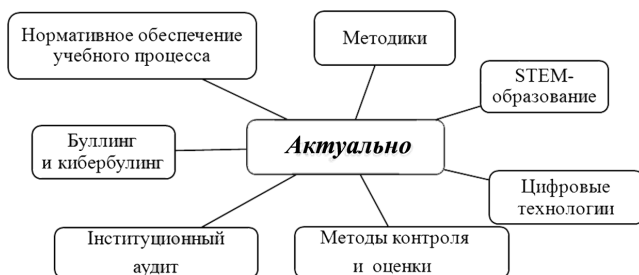 Нормативное обеспечение
учебного процесса
Методики
STEM-
образование
Буллинг
и кибербулинг
Актуально
Цифровые
технологии
Інституционный
аудит
Методы контроля
и оценки